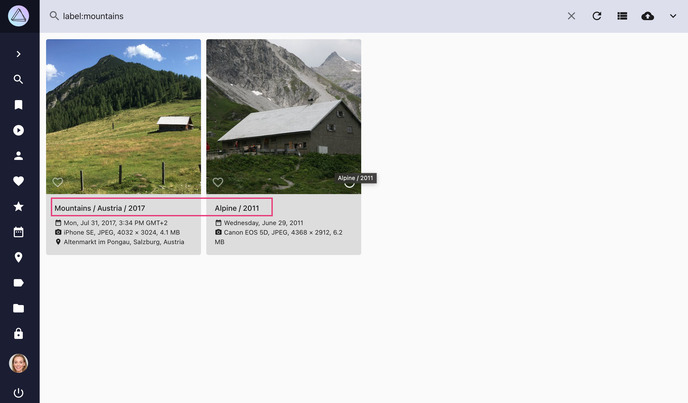 label:mountains
Alpine / 2011
Mountains / Austria / 2017
Mon, Jul 31, 2017, 3:34 PM GMT+2
iPhone SE, JPEG, 4032 × 3024, 4.1 MB
Altenmarkt im Pongau, Salzburg, Austria
Alpine / 2011
Wednesday, June 29, 2011
Canon EOS 5D, JPEG, 4368 × 2912, 6.2
MB